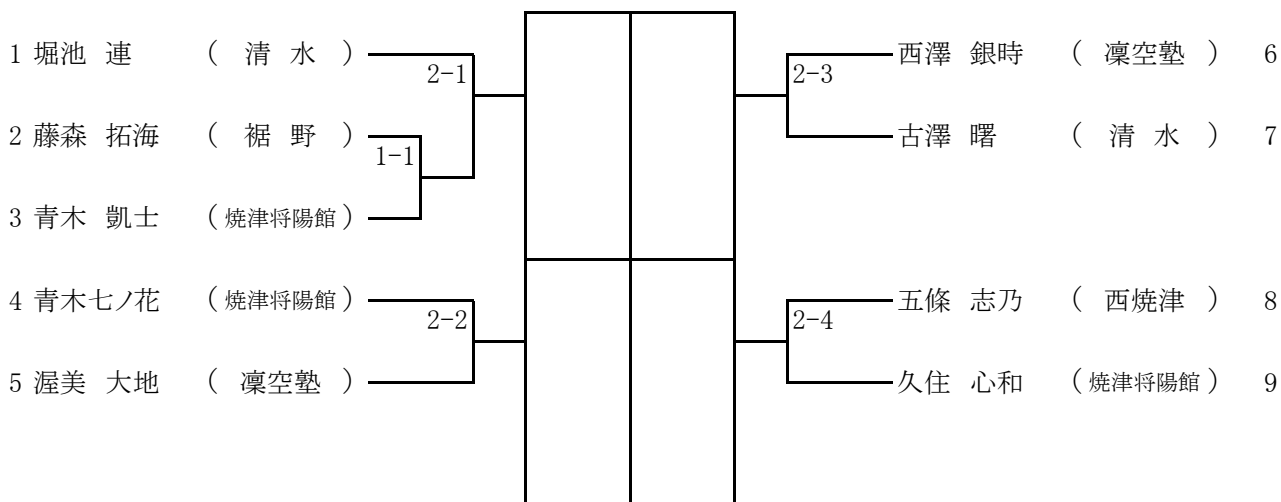 1 堀池 連 ( 清 水 )
2-1
2 藤森 拓海 ( 裾 野 )
1-1
3 青木 凱士 (焼津将陽館)
4 青木七ノ花 (焼津将陽館)
2-2
5 渥美 大地 ( 凜空塾 )
西澤 銀時 ( 凜空塾 ) 6
2-3
古澤 曙 ( 清 水 ) 7
五條 志乃 ( 西焼津 ) 8
2-4
久住 心和 (焼津将陽館) 9